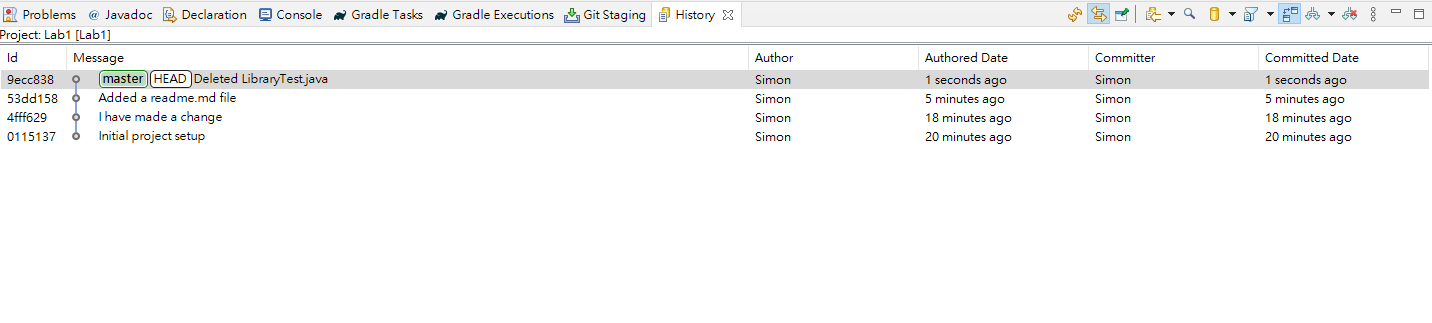 Problems @ Javadoc Declaration Console Gradle Tasks Gradle Executions Git Staging History
Project: Lab1 [Lab1]
Id Message Author Authored Date Committer Committed Date
9ecc838 master HEAD Deleted LibraryTest.java Simon 1 seconds ago Simon 1 seconds ago
53dd158 Added a readme.md file Simon 5 minutes ago Simon 5 minutes ago
4fff629 I have made a change Simon 18 minutes ago Simon 18 minutes ago
0115137 Initial project setup Simon 20 minutes ago Simon 20 minutes ago